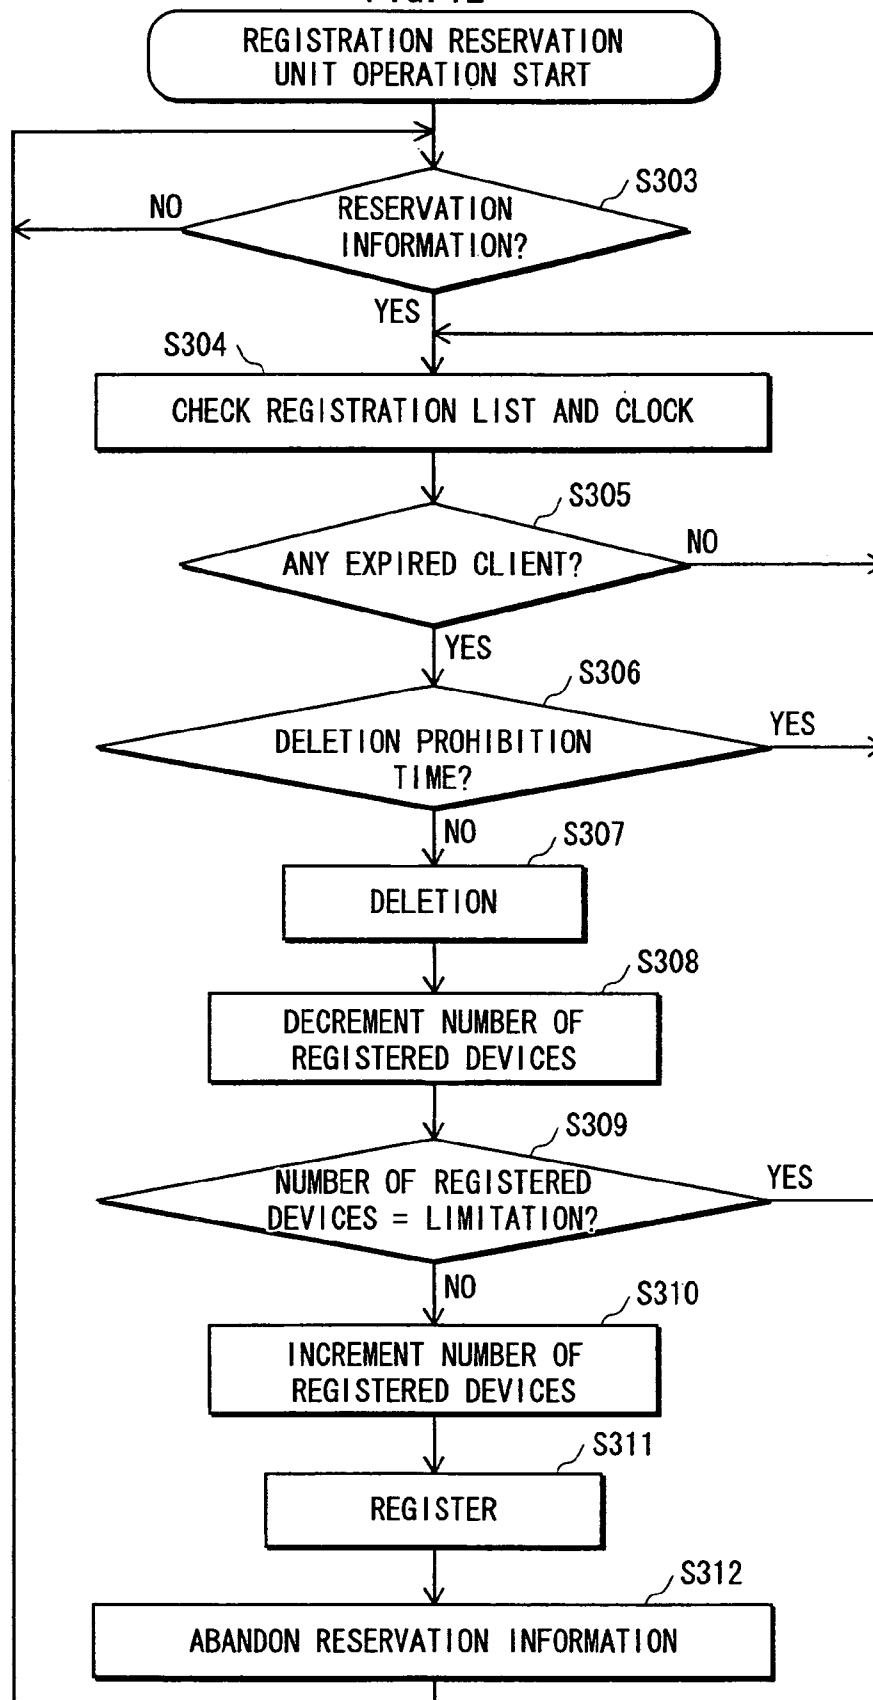 REGISTRATION RESERVATION
UNIT OPERATION START
S303
NO
RESERVATION
INFORMATION?
YES
S304
CHECK REGISTRATION LIST AND CLOCK
S305
NO
ANY EXPIRED CLIENT?
YES
S306
YES
DELETION PROHIBITION
TIME?
NO
S307
DELETION
S308
DECREMENT NUMBER OF
REGISTERED DEVICES
S309
YES
NUMBER OF REGISTERED
DEVICES = LIMITATION?
NO
S310
INCREMENT NUMBER OF
REGISTERED DEVICES
S311
REGISTER
S312
ABANDON RESERVATION INFORMATION